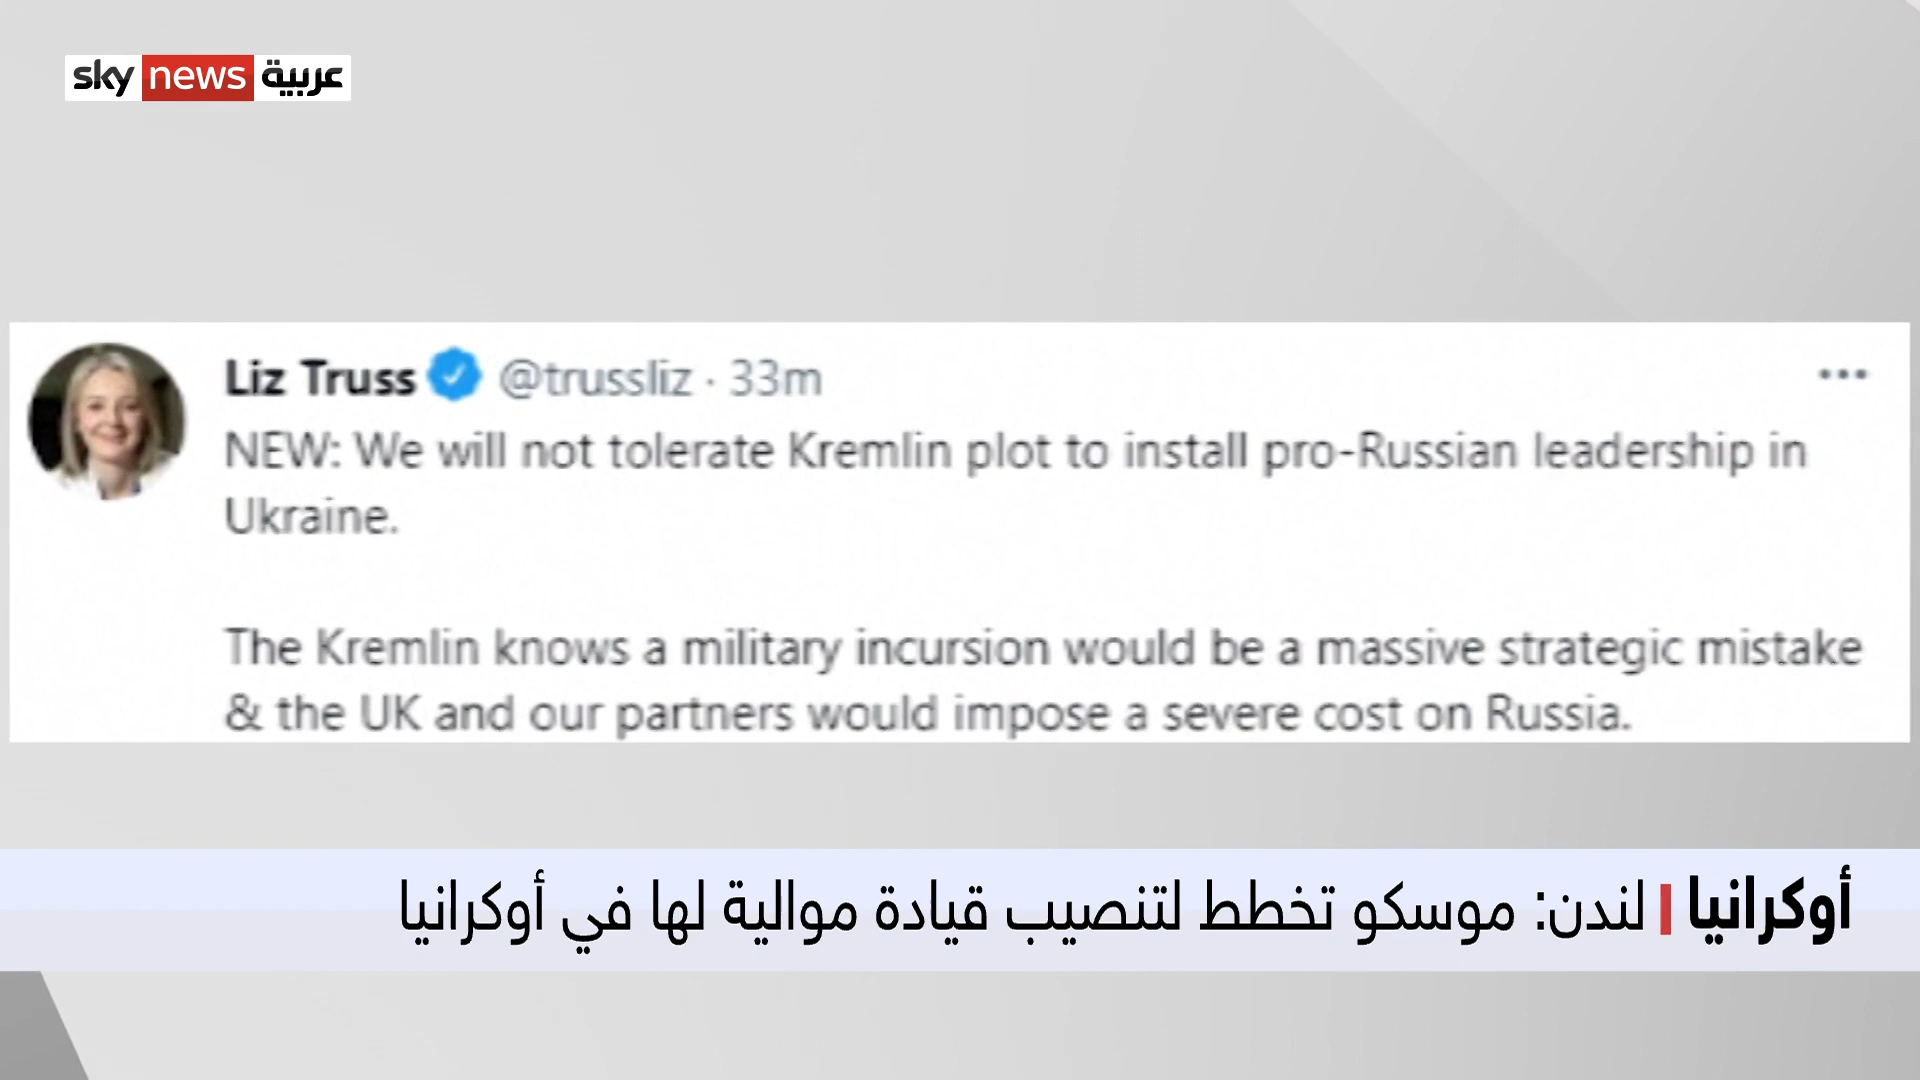 sky news عربية
Liz Truss @trussliz · 33m
NEW: We will not tolerate Kremlin plot to install pro-Russian leadership in
Ukraine.
The Kremlin knows a military incursion would be a massive strategic mistake
& the UK and our partners would impose a severe cost on Russia.
أوكرانيا | لندن: موسكو تخطط لتنصيب قيادة موالية لها في أوكرانيا